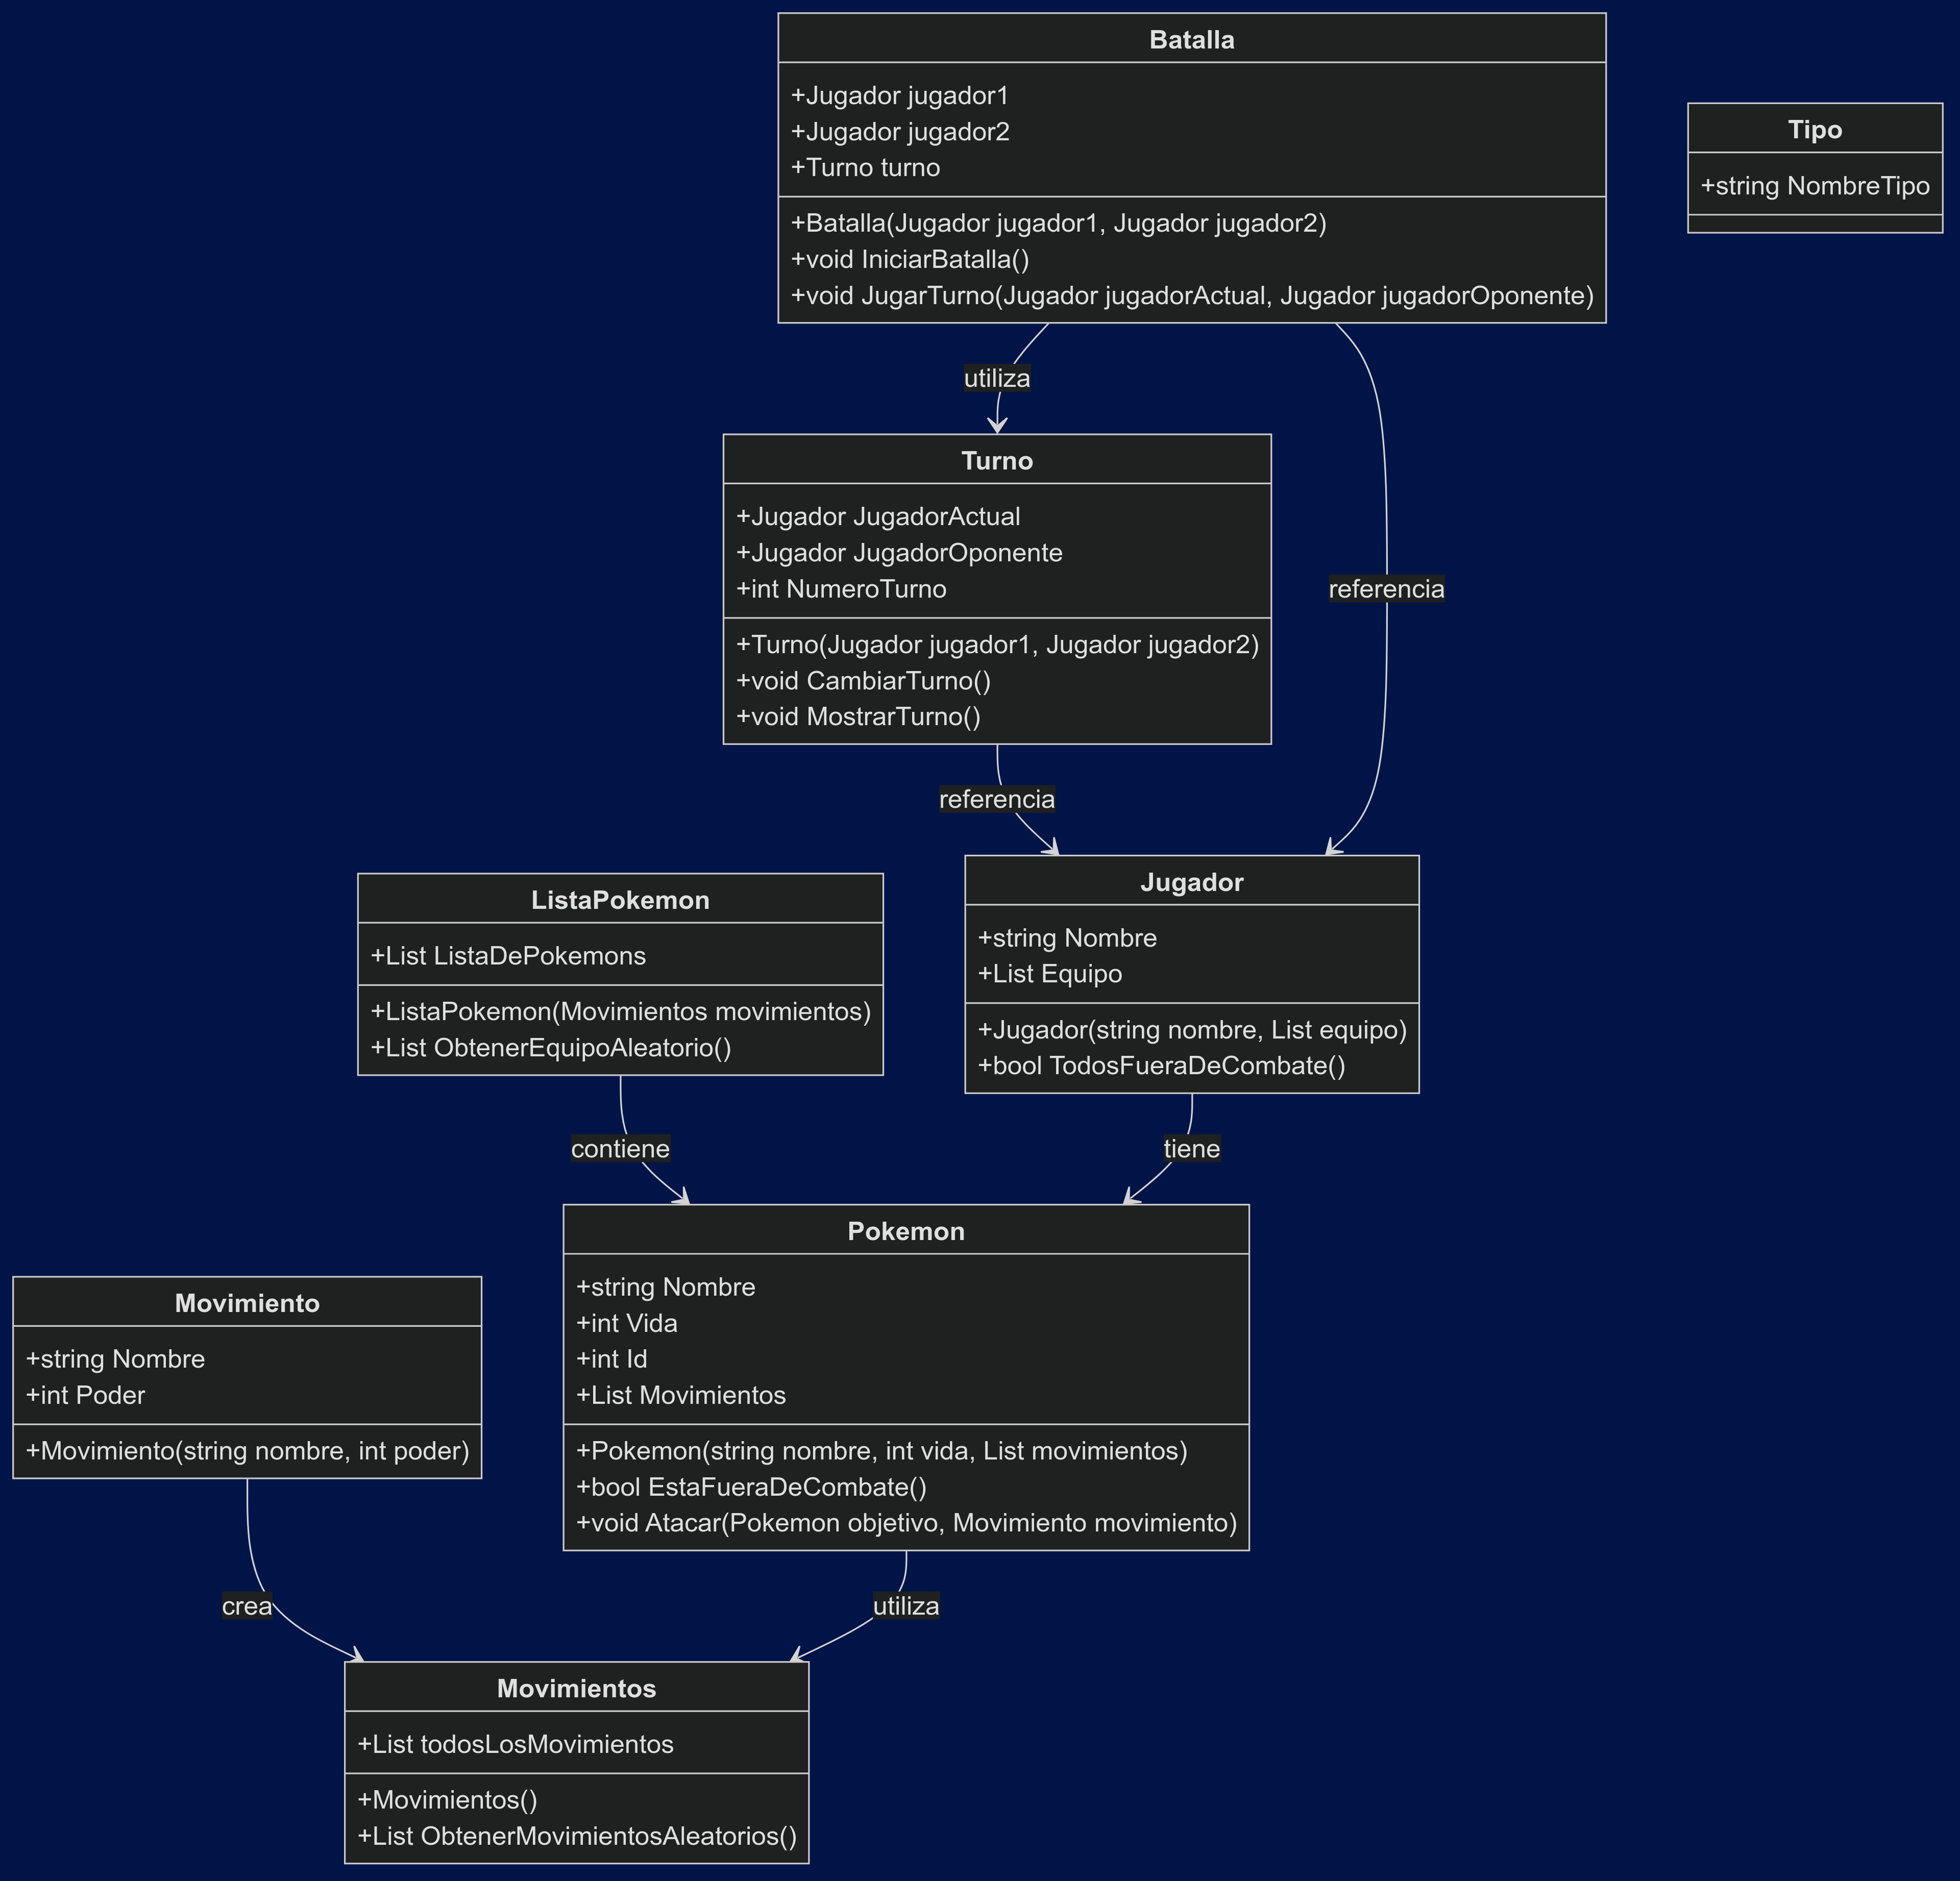 Batalla
+Jugador jugador1
+Jugador jugador2
+Turno turno
+Batalla(Jugador jugador1, Jugador jugador2)
+void IniciarBatalla()
+void JugarTurno(Jugador jugadorActual, Jugador jugadorOponente)
Tipo
+string NombreTipo
utiliza
Turno
+Jugador JugadorActual
+Jugador JugadorOponente
+int NumeroTurno
+Turno(Jugador jugador1, Jugador jugador2)
+void CambiarTurno()
+void MostrarTurno()
referencia
referencia
ListaPokemon
+List ListaDePokemons
+ListaPokemon(Movimientos movimientos)
+List ObtenerEquipoAleatorio()
Jugador
+string Nombre
+List Equipo
+Jugador(string nombre, List equipo)
+bool TodosFueraDeCombate()
contiene
tiene
Movimiento
+string Nombre
+int Poder
+Movimiento(string nombre, int poder)
Pokemon
+string Nombre
+int Vida
+int Id
+List Movimientos
+Pokemon(string nombre, int vida, List movimientos)
+bool EstaFueraDeCombate()
+void Atacar(Pokemon objetivo, Movimiento movimiento)
crea
utiliza
Movimientos
+List todosLosMovimientos
+Movimientos()
+List ObtenerMovimientosAleatorios()